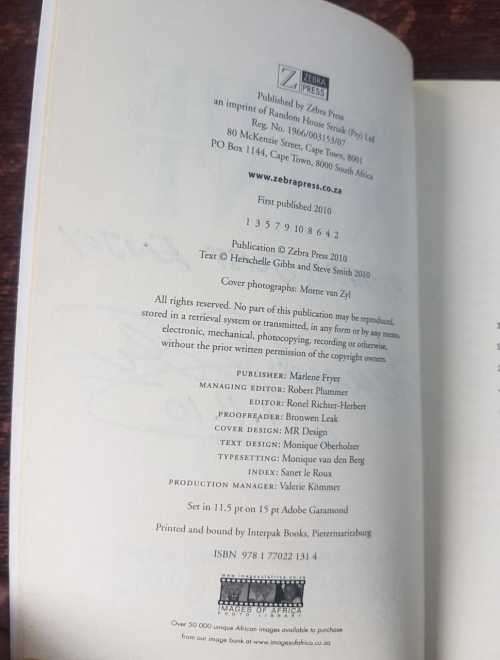 Z
ZEBRA
PRESS
Published by Zebra Press
an imprint of Random House Struik (Pty) Ltd
Reg. No. 1966/003153/07
80 McKenzie Street, Cape Town, 8001
PO Box 1144, Cape Town, 8000 South Africa
www.zebrapress.co.za
First published 2010
1 3 5 7 9 10 8 6 4 2
Publication © Zebra Press 2010
Text © Herschelle Gibbs and Steve Smith 2010
Cover photographs: Morne van Zyl
All rights reserved. No part of this publication may be reproduced,
stored in a retrieval system or transmitted, in any form or by any means,
electronic, mechanical, photocopying, recording or otherwise,
without the prior written permission of the copyright owners
PUBLISHER: Marlene Fryer
MANAGING EDITOR: Robert Plummer
EDITOR: Ronel Richter-Herbert
PROOFREADER: Bronwen Leak
COVER DESIGN: MR Design
TEXT DESIGN: Monique Oberholzer
TYPESETTING: Monique van den Berg
INDEX: Sanet le Roux
PRODUCTION MANAGER: Valerie Kömmer
Set in 11.5 pt on 15 pt Adobe Garamond
Printed and bound by Interpak Books, Pietermaritzburg
ISBN 978 1 77022 131 4
www.imagesofafrica.co.za
IMAGES OF AFRICA
PHOTO LIBRARY
Over 50 000 unique African images available to purchase
from our image bank at www.imagesofafrica.co.za